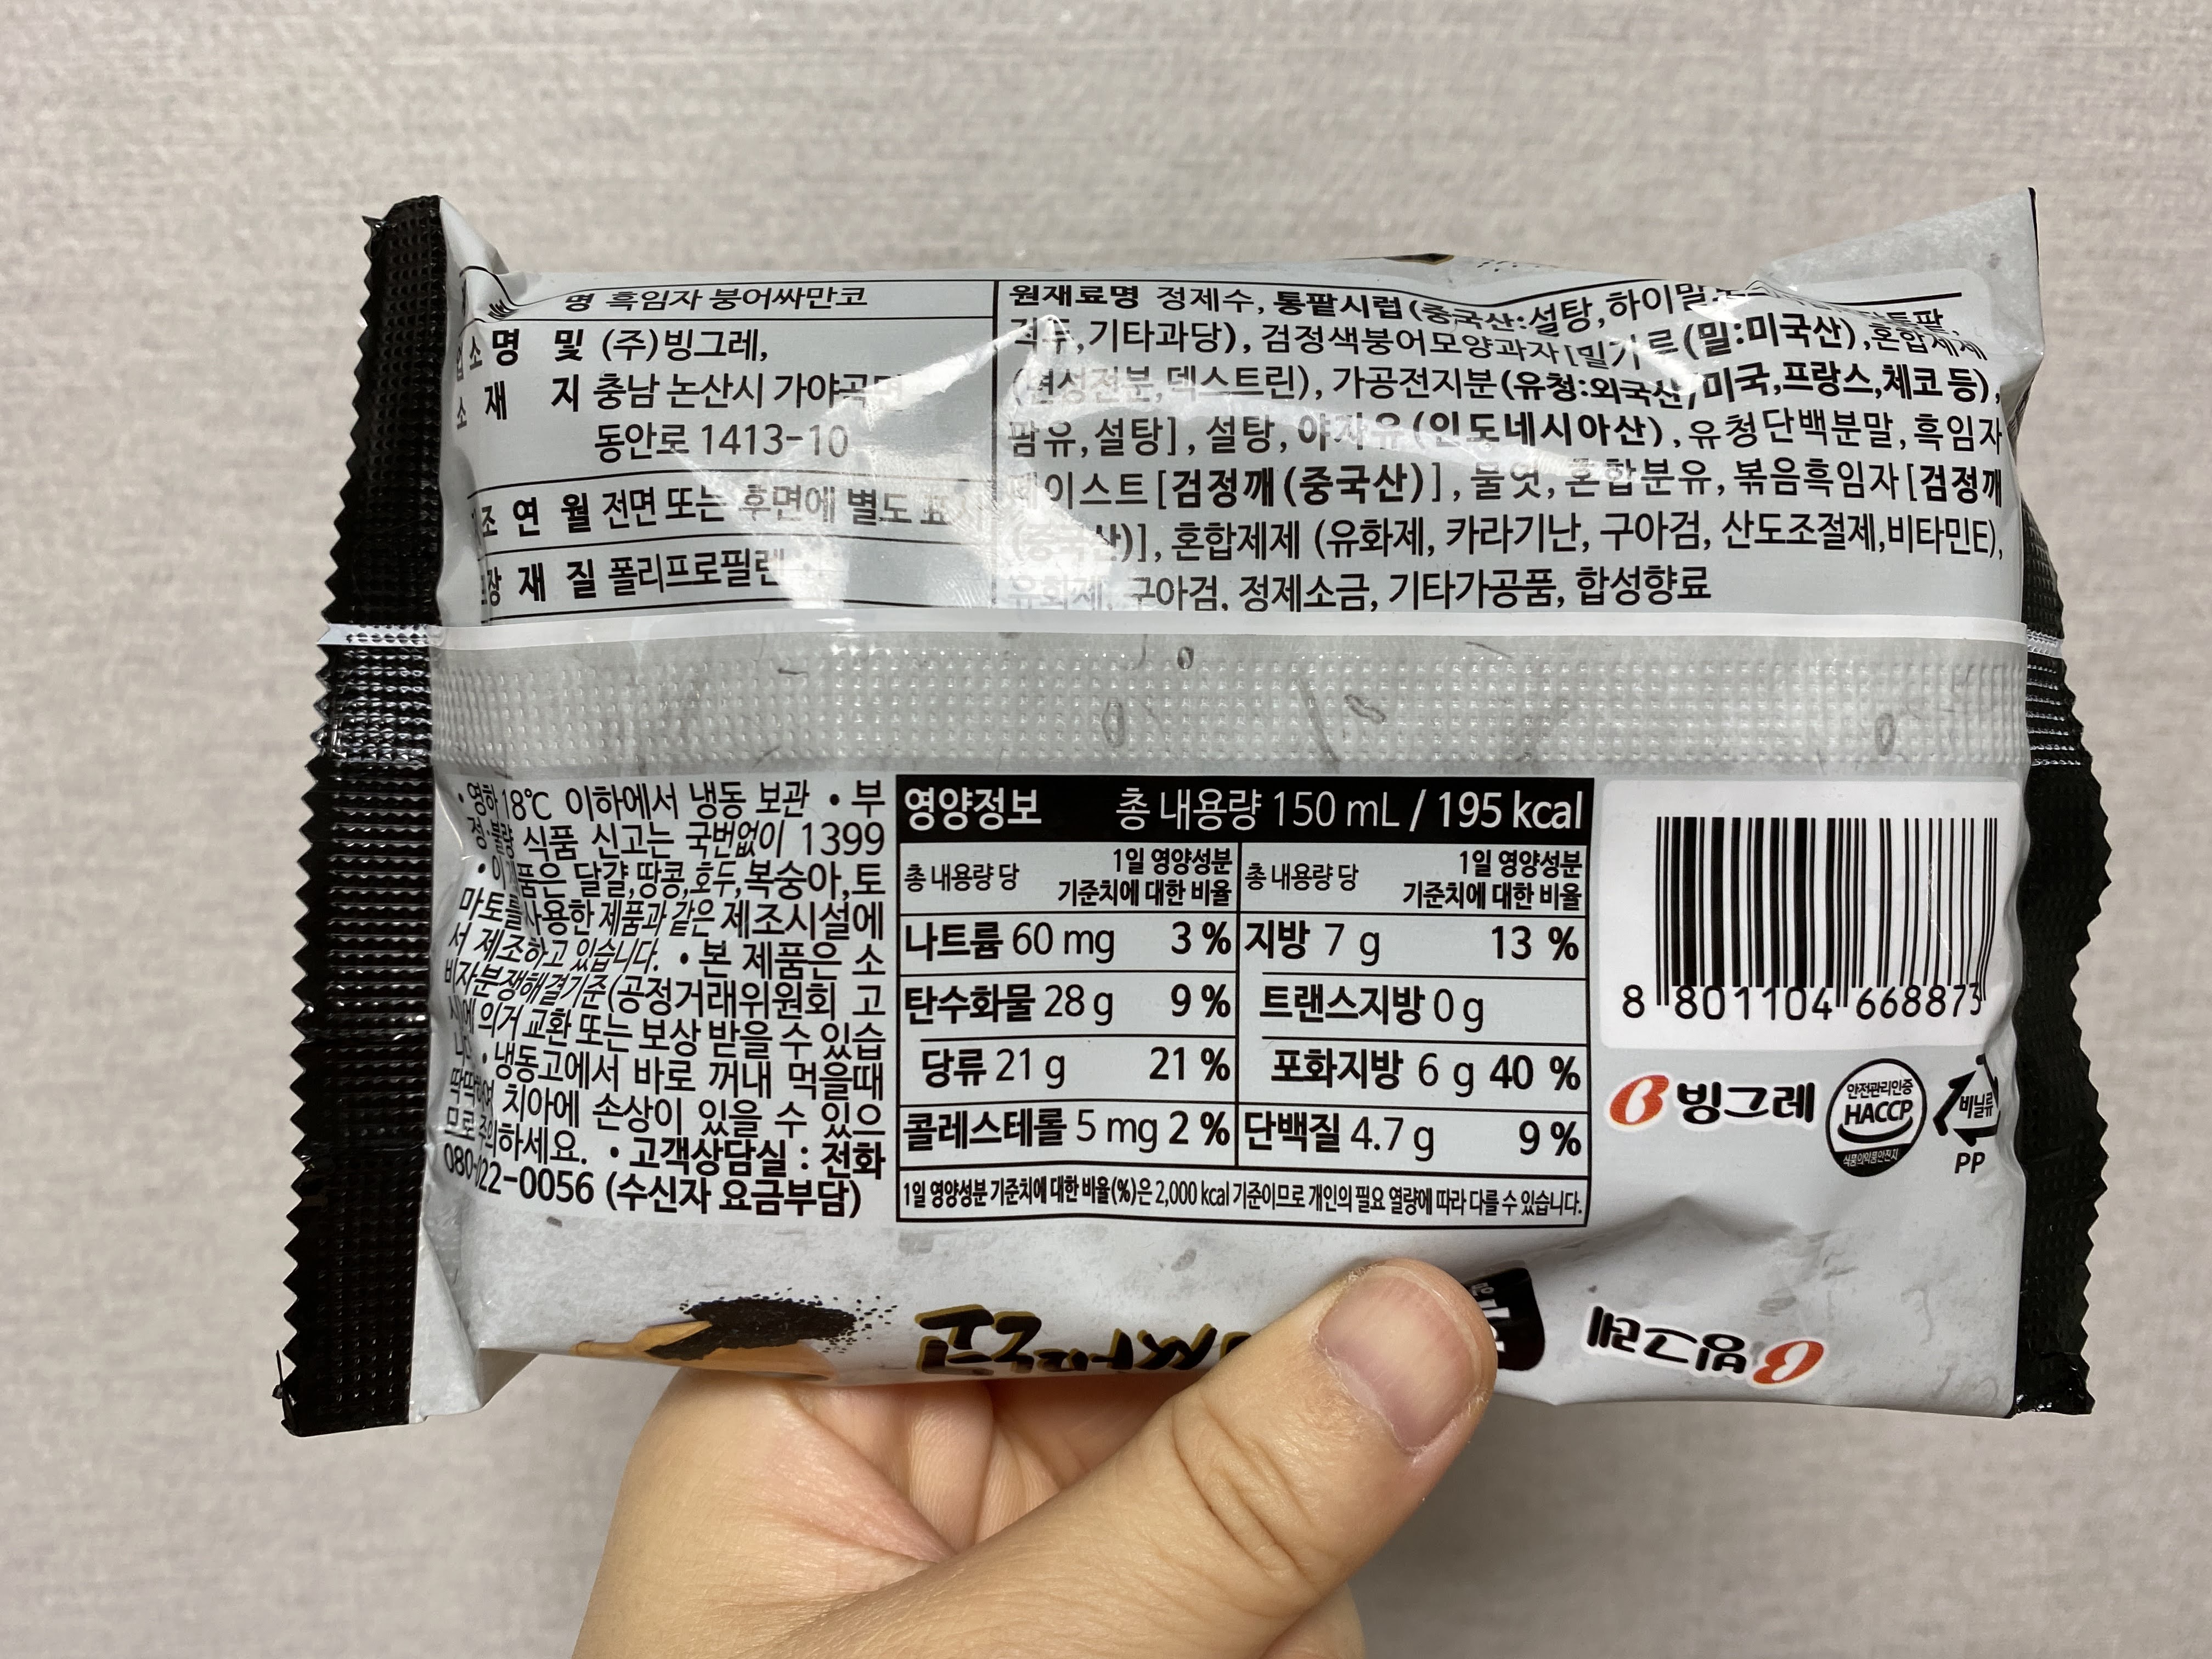 명 흑임자 붕어싸만코
업소명 및 (주)빙그레,
소재지 충남 논산시 가야곡면
동안로 1413-10
제조연월 전면 또는 후면에 별도 표
포장재질 폴리프로필렌
원재료명 정제수, 통팥시럽(중국산:설탕,하이말 통팥,
적두,기타과당), 검정색붕어모양과자[밀가루(밀:미국산),혼합제제
(변성전분,덱스트린), 가공전지분(유청:외국산/미국,프랑스,체코 등),
팜유,설탕], 설탕, 야자유(인도네시아산),유청단백분말,흑임자
페이스트[검정깨(중국산)], 물엿, 혼합분유, 볶음흑임자[검정깨
(중국산)], 혼합제제 (유화제, 카라기난, 구아검, 산도조절제,비타민E),
유화제, 구아검, 정제소금, 기타가공품, 합성향료
•영하18℃ 이하에서 냉동 보관 •부
정·불량 식품 신고는 국번없이 1399
•이 제품은 달걀,땅콩,호두,복숭아,토
마토를 사용한 제품과 같은 제조시설에
서 제조하고 있습니다. •본 제품은 소
비자분쟁해결기준(공정거래위원회 고
시)에 의거 교환 또는 보상 받을 수 있습
니다. •냉동고에서 바로 꺼내 먹을때
딱딱하여 치아에 손상이 있을 수 있으
므로 주의하세요. •고객상담실 : 전화
080-022-0056 (수신자 요금부담)
영양정보 총 내용량 150 mL / 195 kcal
총 내용량 당 1일 영양성분 기준치에 대한 비율 총 내용량 당 1일 영양성분 기준치에 대한 비율
나트륨 60 mg 3 % 지방 7 g 13 %
탄수화물 28 g 9 % 트랜스지방 0 g
당류 21 g 21 % 포화지방 6 g 40 %
콜레스테롤 5 mg 2 % 단백질 4.7 g 9 %
1일 영양성분 기준치에 대한 비율(%)은 2,000 kcal 기준이므로 개인의 필요 열량에 따라 다를 수 있습니다.
8 801104 668873
빙그레
안전관리인증
HACCP
식품의약품안전처
비닐류
PP
싸만코
빙그레